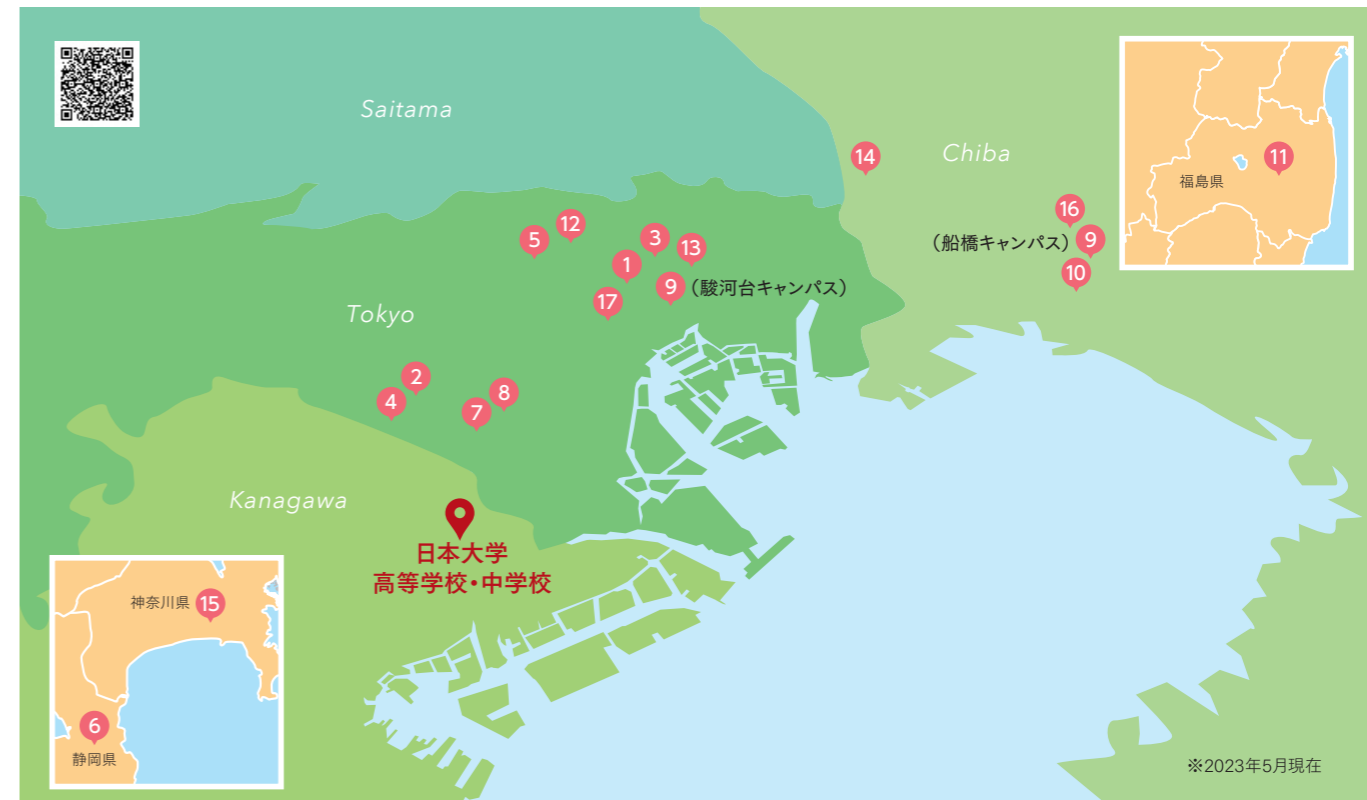 Saitama
Chiba
14
11
福島県
16
(船橋キャンパス) 9
10
12
5
3
13
1
9 (駿河台キャンパス)
17
Tokyo
2
8
4
7
Kanagawa
日本大学
高等学校・中学校
神奈川県 15
6
静岡県
※2023年5月現在